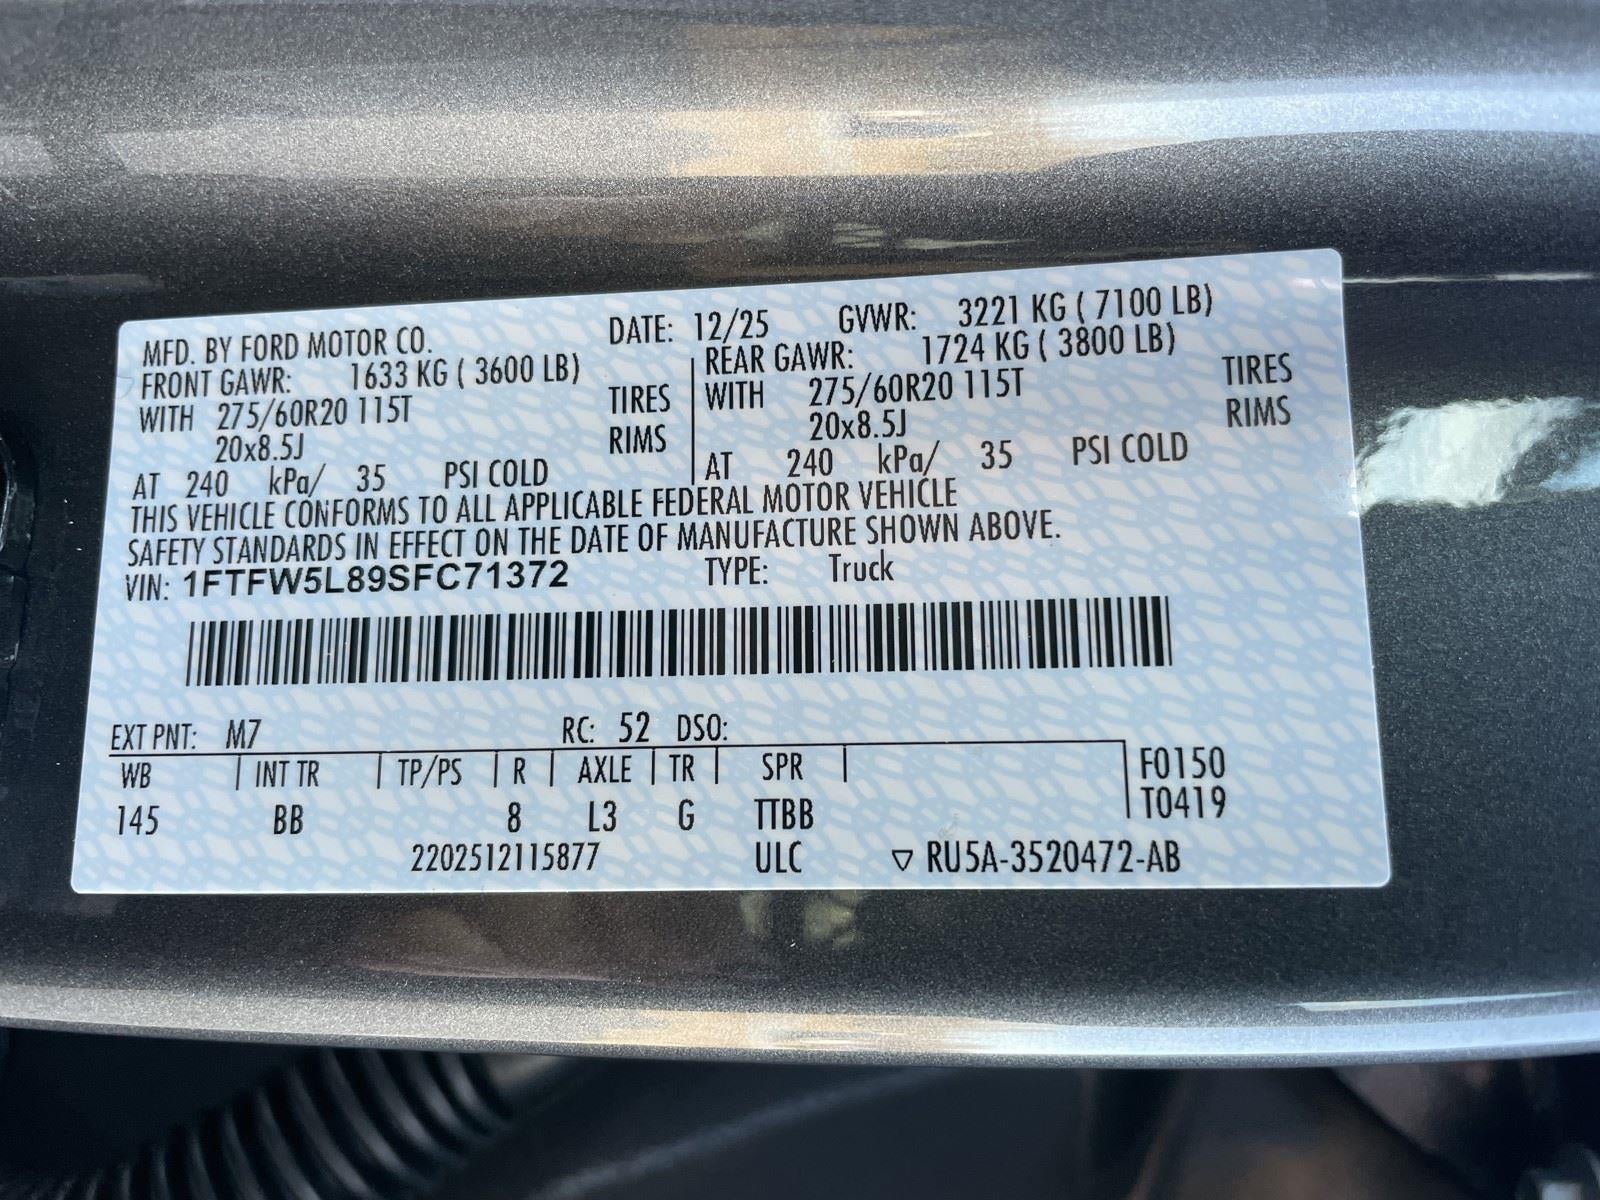 MFD. BY FORD MOTOR CO. DATE: 12/25 GVWR: 3221 KG ( 7100 LB)
FRONT GAWR: 1633 KG ( 3600 LB) REAR GAWR: 1724 KG ( 3800 LB)
WITH 275/60R20 115T TIRES WITH 275/60R20 115T TIRES
20x8.5J RIMS 20x8.5J RIMS
AT 240 kPa/ 35 PSI COLD AT 240 kPa/ 35 PSI COLD
THIS VEHICLE CONFORMS TO ALL APPLICABLE FEDERAL MOTOR VEHICLE
SAFETY STANDARDS IN EFFECT ON THE DATE OF MANUFACTURE SHOWN ABOVE.
VIN: 1FTFW5L89SFC71372 TYPE: Truck
EXT PNT: M7 RC: 52 DSO:
WB INT TR TP/PS R AXLE TR SPR F0150
145 BB 8 L3 G TTBB T0419
2202512115877 ULC ▽ RU5A-3520472-AB